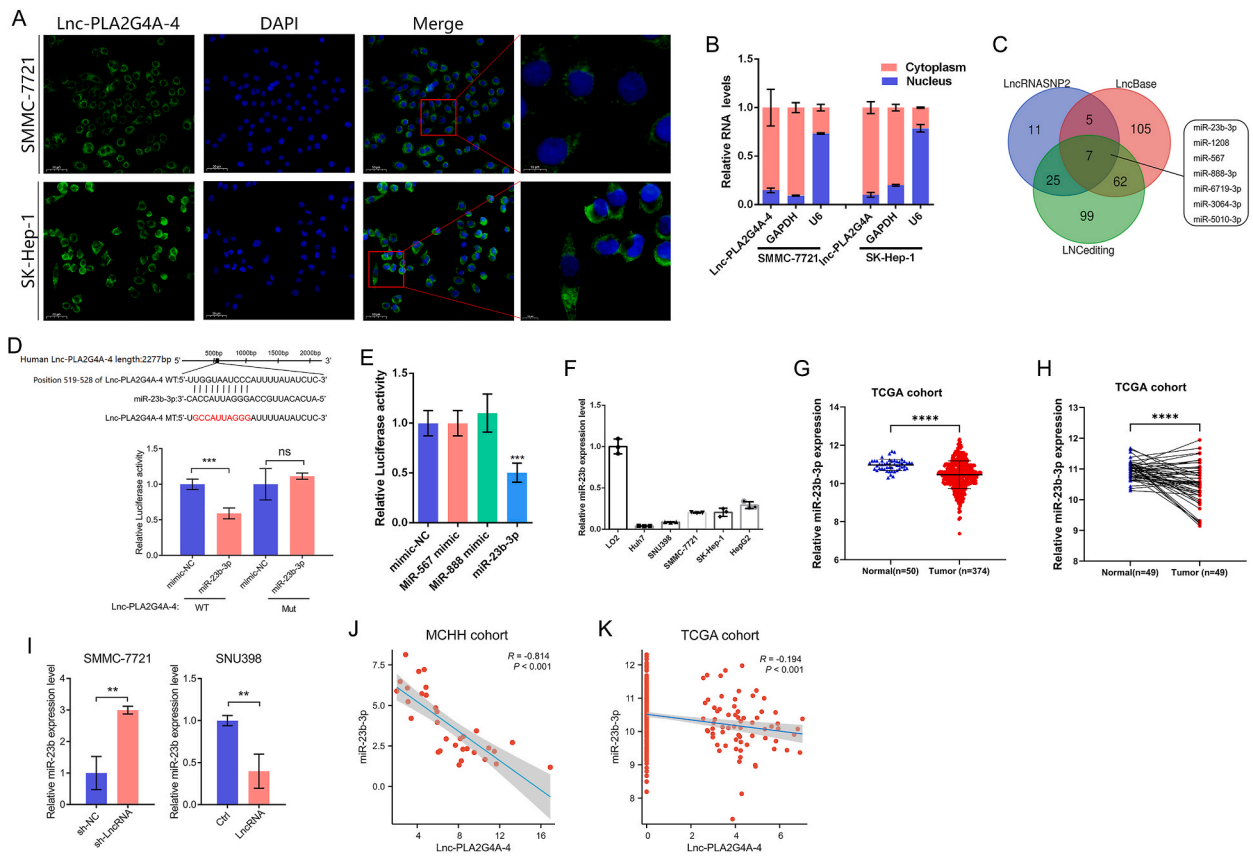 A
Lnc-PLA2G4A-4
DAPI
Merge
SMMC-7721
SK-Hep-1
B
Relative RNA levels
1.5
1.0
0.5
0.0
Cytoplasm
Nucleus
Lnc-PLA2G4A-4
GAPDH
U6
lnc-PLA2G4A
GAPDH
U6
SMMC-7721
SK-Hep-1
C
LncRNASNP2
LncBase
11
5
105
7
25
62
99
LNCediting
miR-23b-3p
miR-1208
miR-567
miR-888-3p
miR-6719-3p
miR-3064-3p
miR-5010-3p
D
500bp 1000bp 1500bp 2000bp
Human Lnc-PLA2G4A-4 length:2277bp 5' 3'
Position 519-528 of Lnc-PLA2G4A-4 WT:5'-UUGGUAAUCCCAUUUUAUAUCUC-3'
miR-23b-3p:3'-CACCAUUAGGGACCGUUACACUA-5'
Lnc-PLA2G4A-4 MT:5'-UGCCAUUAGGGAUUUUAUAUCUC-3'
Relative Luciferase activity
1.5
1.0
0.5
0.0
***
ns
mimic-NC
miR-23b-3p
mimic-NC
miR-23b-3p
Lnc-PLA2G4A-4: WT Mut
E
Relative Luciferase activity
1.5
1.0
0.5
0.0
***
mimic-NC
MiR-567 mimic
MiR-888 mimic
miR-23b-3p
F
Relative miR-23b expression level
1.5
1.0
0.5
0.0
LO2
Huh7
SNU398
SMMC-7721
SK-Hep-1
HepG2
G
TCGA cohort
Relative miR-23b-3p expression
14
12
10
8
6
****
Normal(n=50)
Tumor (n=374)
H
TCGA cohort
Relative miR-23b-3p expression
13
12
11
10
9
8
****
Normal(n=49)
Tumor (n=49)
I
SMMC-7721
Relative miR-23b expression level
4
3
2
1
0
**
sh-NC
sh-LncRNA
SNU398
Relative miR-23b expression level
1.5
1.0
0.5
0.0
**
Ctrl
LncRNA
J
MCHH cohort
R = -0.814
P < 0.001
miR-23b-3p
7.5
5.0
2.5
0.0
4 8 12 16
Lnc-PLA2G4A-4
K
TCGA cohort
R = -0.194
P < 0.001
miR-23b-3p
12
11
10
9
8
0 2 4 6
Lnc-PLA2G4A-4